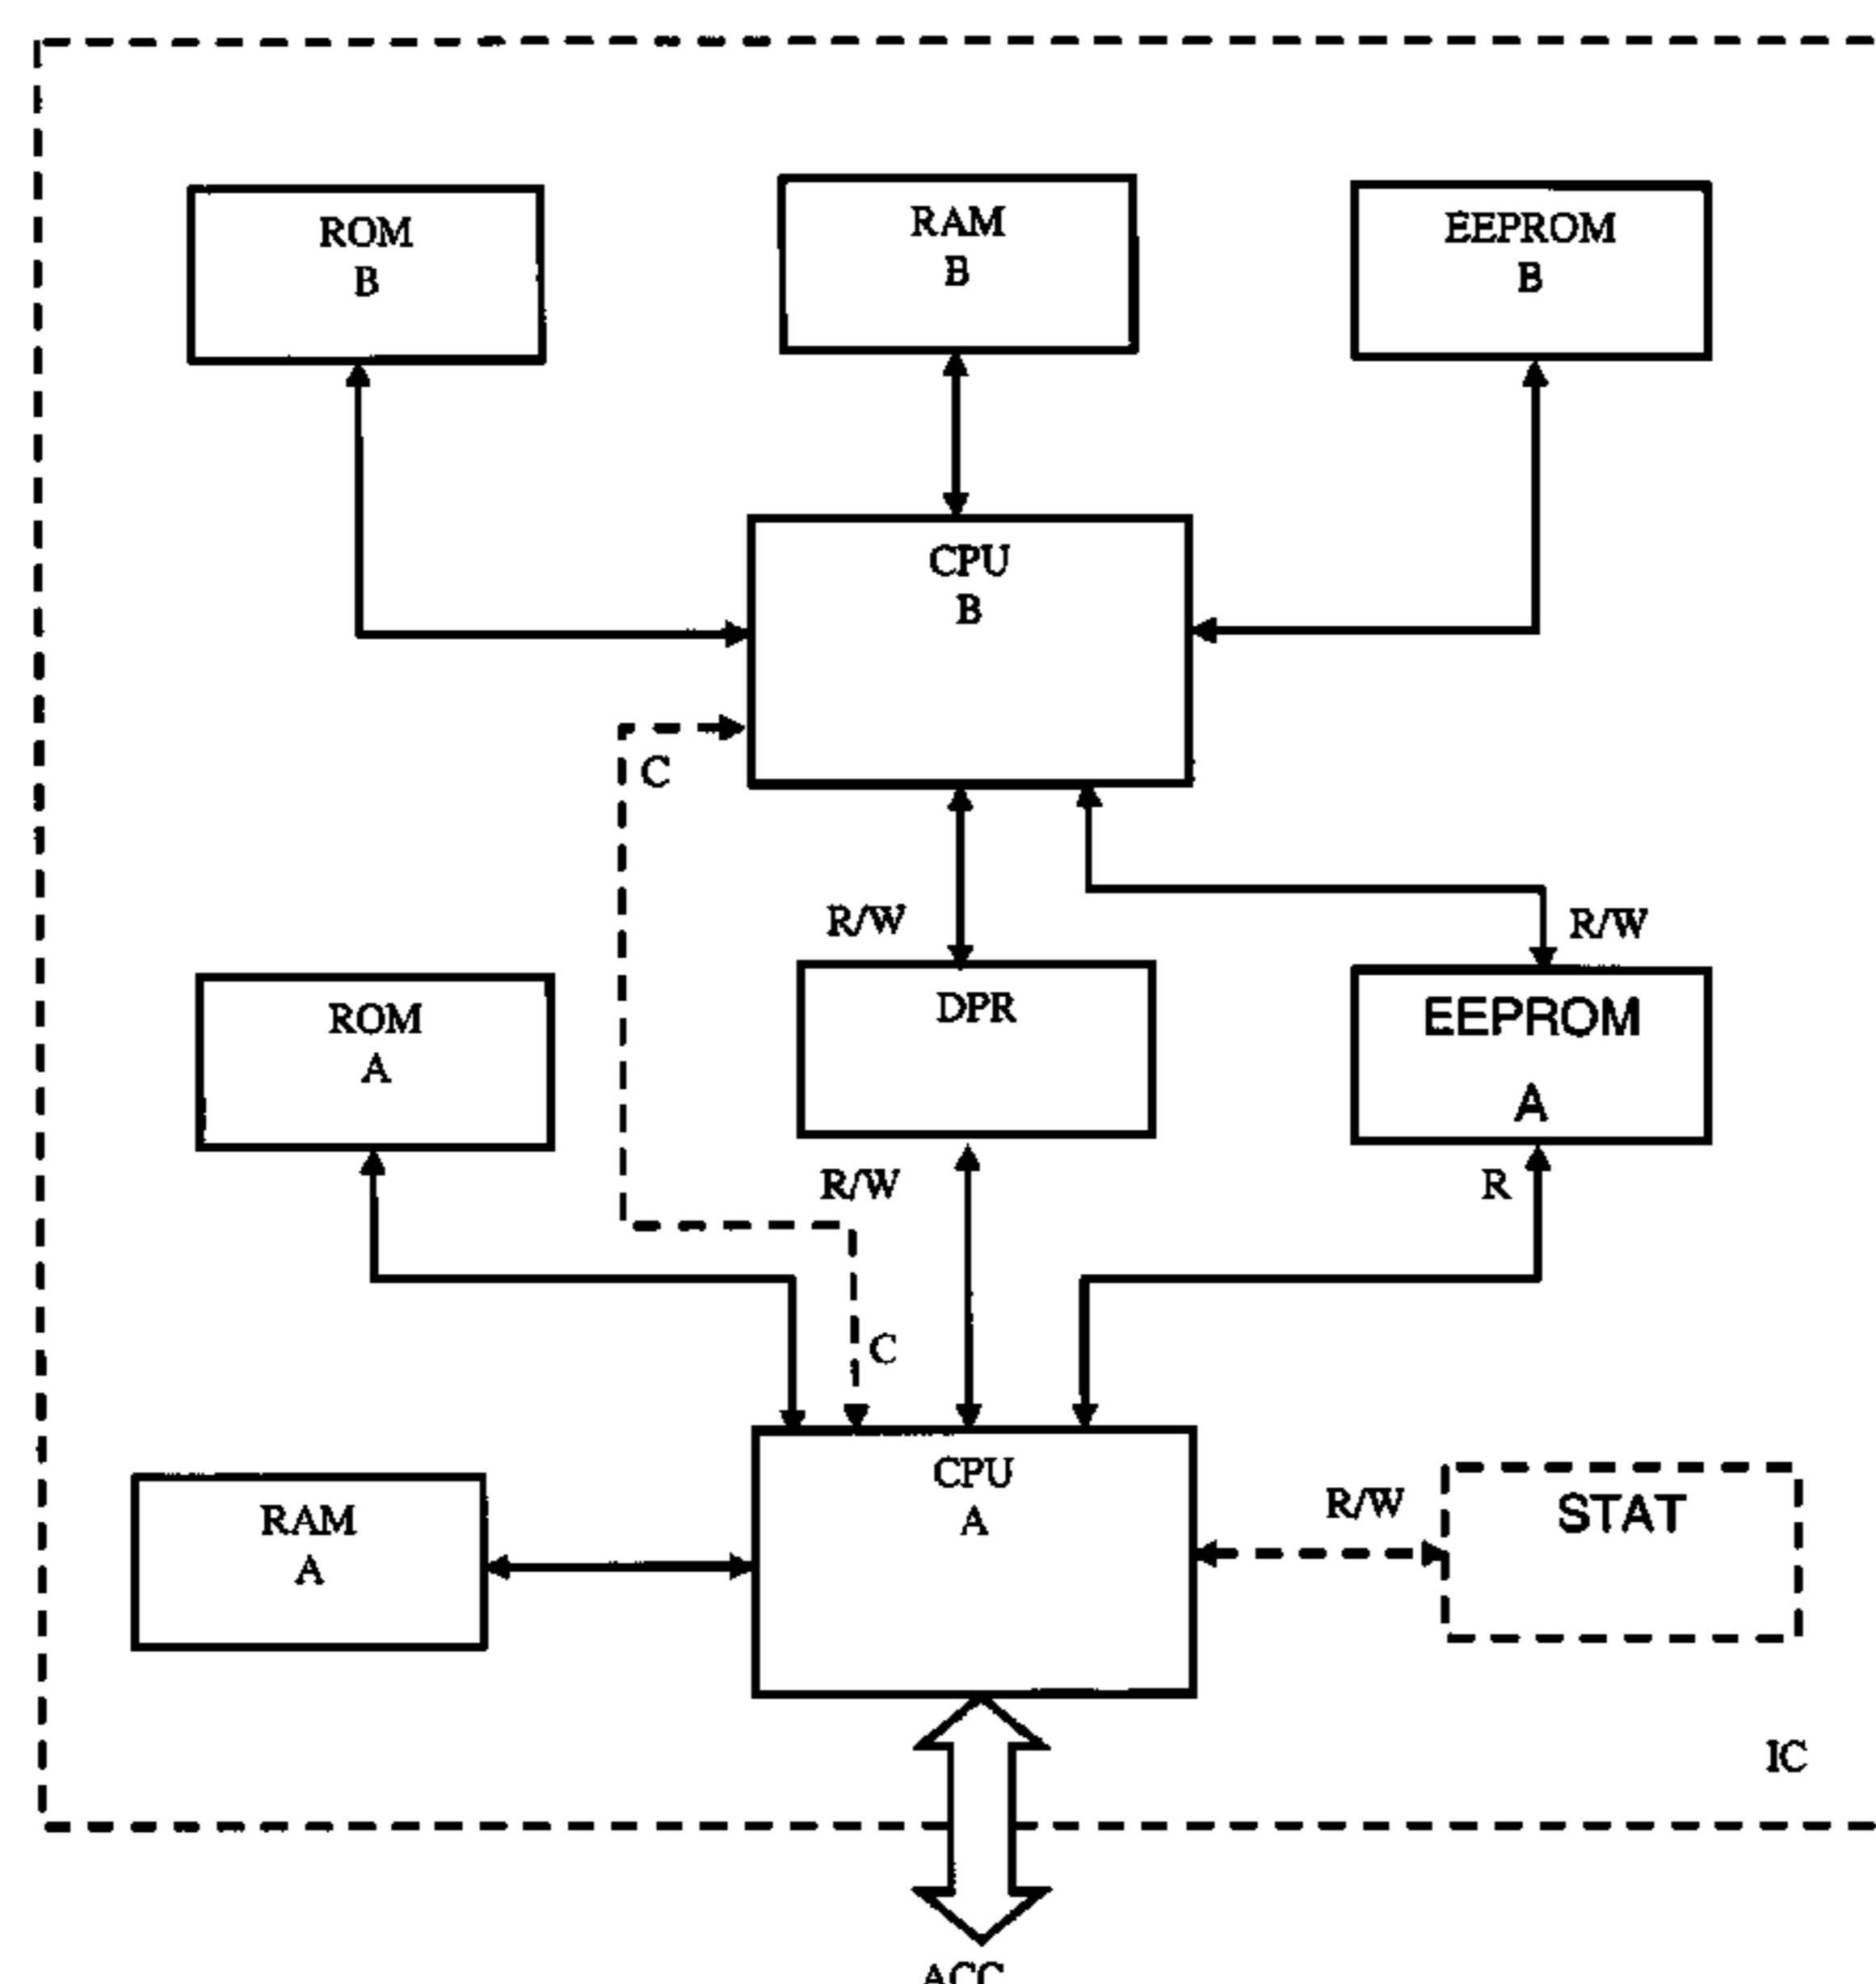 ROM
B
RAM
B
EEPROM
B
CPU
B
C
R/W
R/W
ROM
A
DPR
EEPROM
A
R/W
R
C
CPU
A
RAM
A
R/W
STAT
IC
ACC